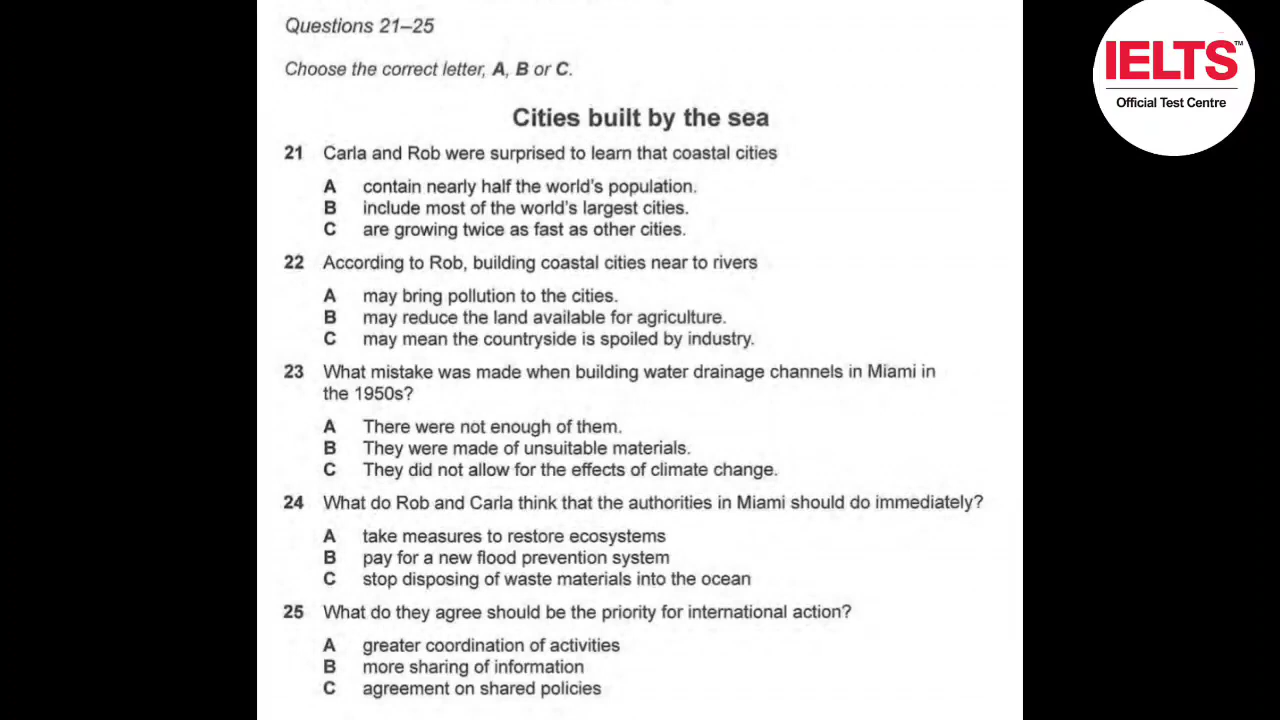 Questions 21–25
Choose the correct letter, A, B or C.
Cities built by the sea
21 Carla and Rob were surprised to learn that coastal cities
A contain nearly half the world's population.
B include most of the world's largest cities.
C are growing twice as fast as other cities.
22 According to Rob, building coastal cities near to rivers
A may bring pollution to the cities.
B may reduce the land available for agriculture.
C may mean the countryside is spoiled by industry.
23 What mistake was made when building water drainage channels in Miami in
the 1950s?
A There were not enough of them.
B They were made of unsuitable materials.
C They did not allow for the effects of climate change.
24 What do Rob and Carla think that the authorities in Miami should do immediately?
A take measures to restore ecosystems
B pay for a new flood prevention system
C stop disposing of waste materials into the ocean
25 What do they agree should be the priority for international action?
A greater coordination of activities
B more sharing of information
C agreement on shared policies
IELTS™
Official Test Centre